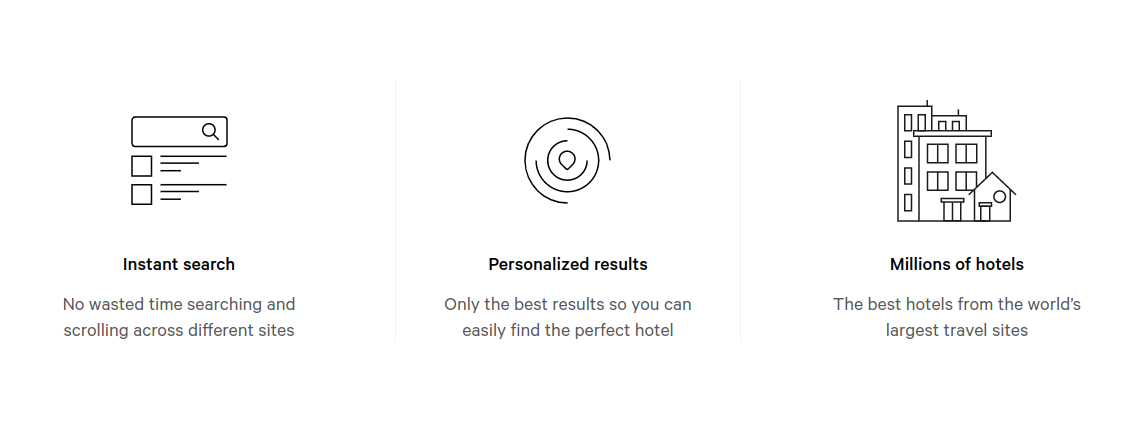 Instant search
No wasted time searching and
scrolling across different sites
Personalized results
Only the best results so you can
easily find the perfect hotel
Millions of hotels
The best hotels from the world’s
largest travel sites